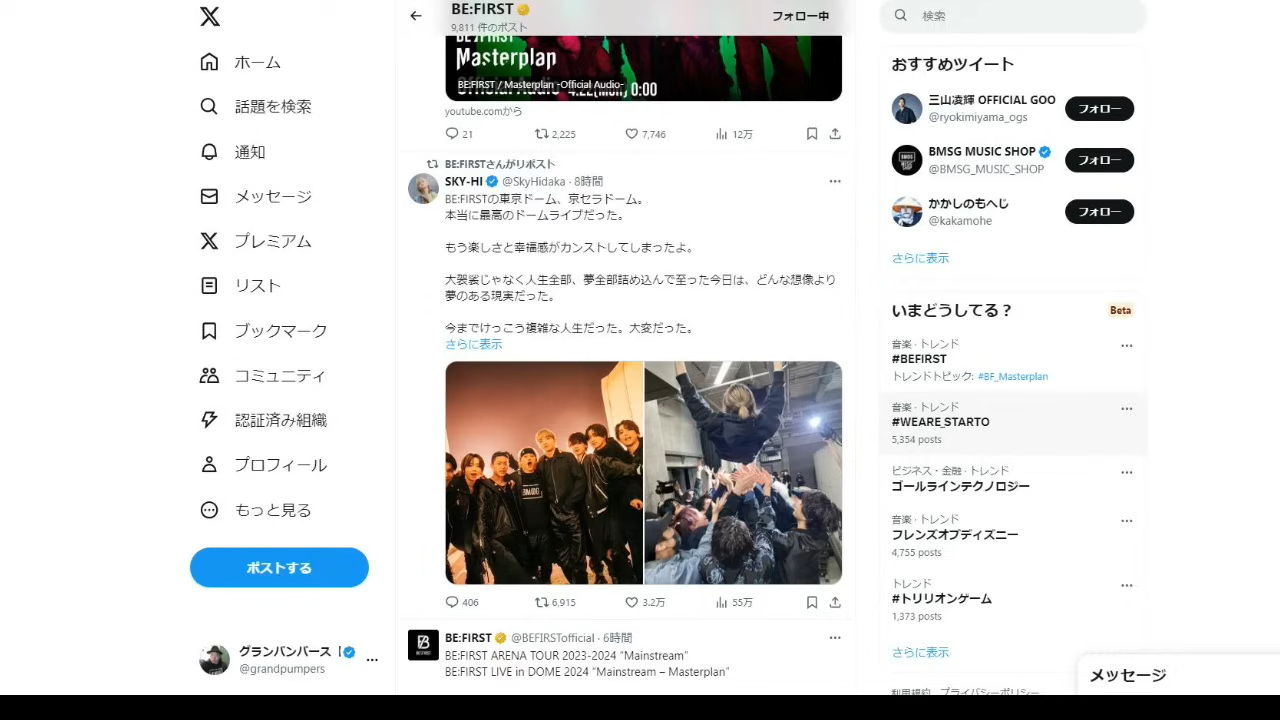 ホーム
話題を検索
通知
メッセージ
プレミアム
リスト
ブックマーク
コミュニティ
認証済み組織
プロフィール
もっと見る
ポストする
グランパンパース
@grandpumpers
BE:FIRST
9,811 件のポスト
フォロー中
BE:FIRST
Masterplan
Official Audio
4.22(Mon) 0:00
BE:FIRST / Masterplan -Official Audio-
youtube.comから
21 2,225 7,746 12万
BE:FIRSTさんがリポスト
SKY-HI @SkyHidaka · 8時間
BE:FIRSTの東京ドーム、京セラドーム。
本当に最高のドームライブだった。
もう楽しさと幸福感がカンストしてしまったよ。
大袈裟じゃなく人生全部、夢全部詰め込んで至った今日は、どんな想像より
夢のある現実だった。
今までけっこう複雑な人生だった。大変だった。
さらに表示
406 6,915 3.2万 55万
BE:FIRST @BEFIRSTofficial · 6時間
BE:FIRST ARENA TOUR 2023-2024 "Mainstream"
BE:FIRST LIVE in DOME 2024 "Mainstream – Masterplan"
検索
おすすめツイート
三山凌輝 OFFICIAL GOO
@ryokimiyama_ogs
フォロー
BMSG MUSIC SHOP
@BMSG_MUSIC_SHOP
フォロー
かかしのもへじ
@kakamohe
フォロー
さらに表示
いまどうしてる？
Beta
音楽 · トレンド
#BEFIRST
トレンドトピック: #BF_Masterplan
音楽 · トレンド
#WEARE_STARTO
5,354 posts
ビジネス・金融 · トレンド
ゴールラインテクノロジー
音楽 · トレンド
フレンズオブディズニー
4,755 posts
トレンド
#トリリオンゲーム
1,373 posts
さらに表示
利用規約 プライバシーポリシー
メッセージ